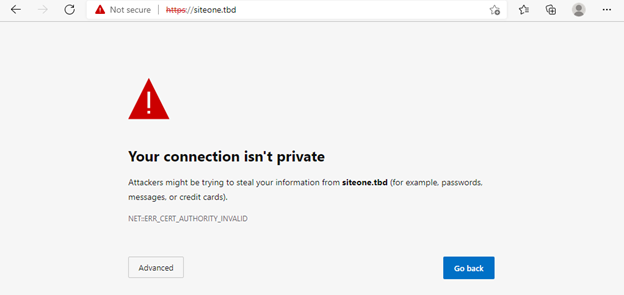 Not secure | https://siteone.tbd
Your connection isn't private
Attackers might be trying to steal your information from siteone.tbd (for example, passwords,
messages, or credit cards).
NET::ERR_CERT_AUTHORITY_INVALID
Advanced
Go back